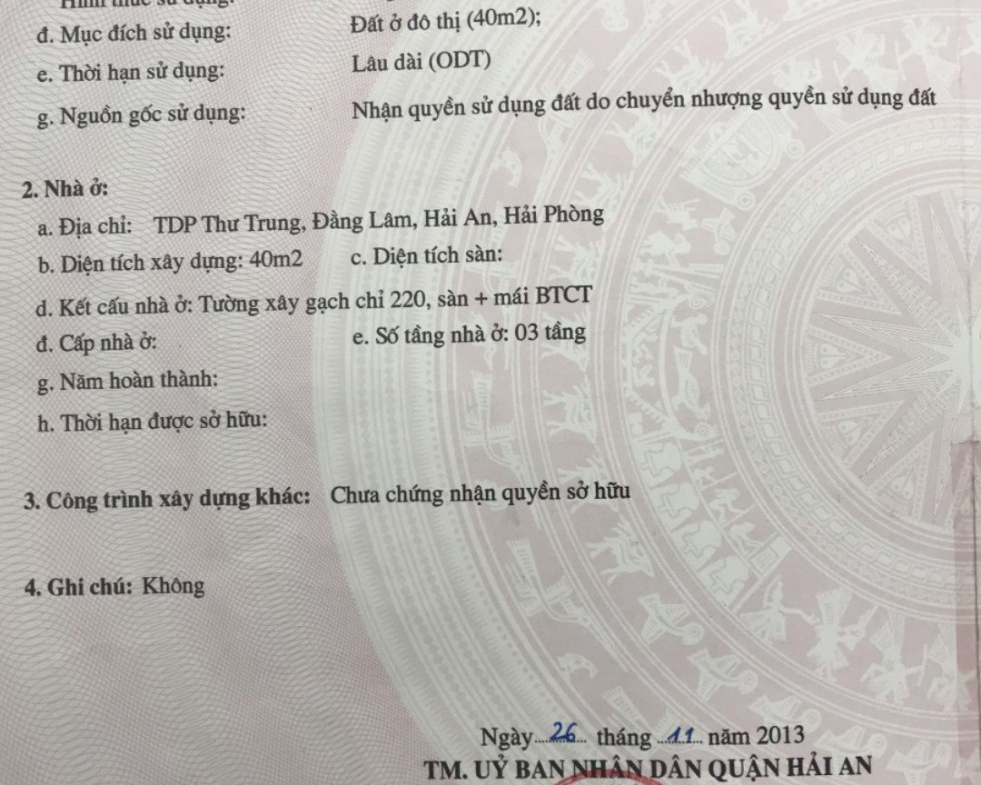 Hình thức sử dụng:
đ. Mục đích sử dụng: Đất ở đô thị (40m2);
e. Thời hạn sử dụng: Lâu dài (ODT)
g. Nguồn gốc sử dụng: Nhận quyền sử dụng đất do chuyển nhượng quyền sử dụng đất
2. Nhà ở:
a. Địa chỉ: TDP Thư Trung, Đằng Lâm, Hải An, Hải Phòng
b. Diện tích xây dựng: 40m2 c. Diện tích sàn:
d. Kết cấu nhà ở: Tường xây gạch chỉ 220, sàn + mái BTCT
đ. Cấp nhà ở: e. Số tầng nhà ở: 03 tầng
g. Năm hoàn thành:
h. Thời hạn được sở hữu:
3. Công trình xây dựng khác: Chưa chứng nhận quyền sở hữu
4. Ghi chú: Không
Ngày....26... tháng ...11... năm 2013
TM. UỶ BAN NHÂN DÂN QUẬN HẢI AN